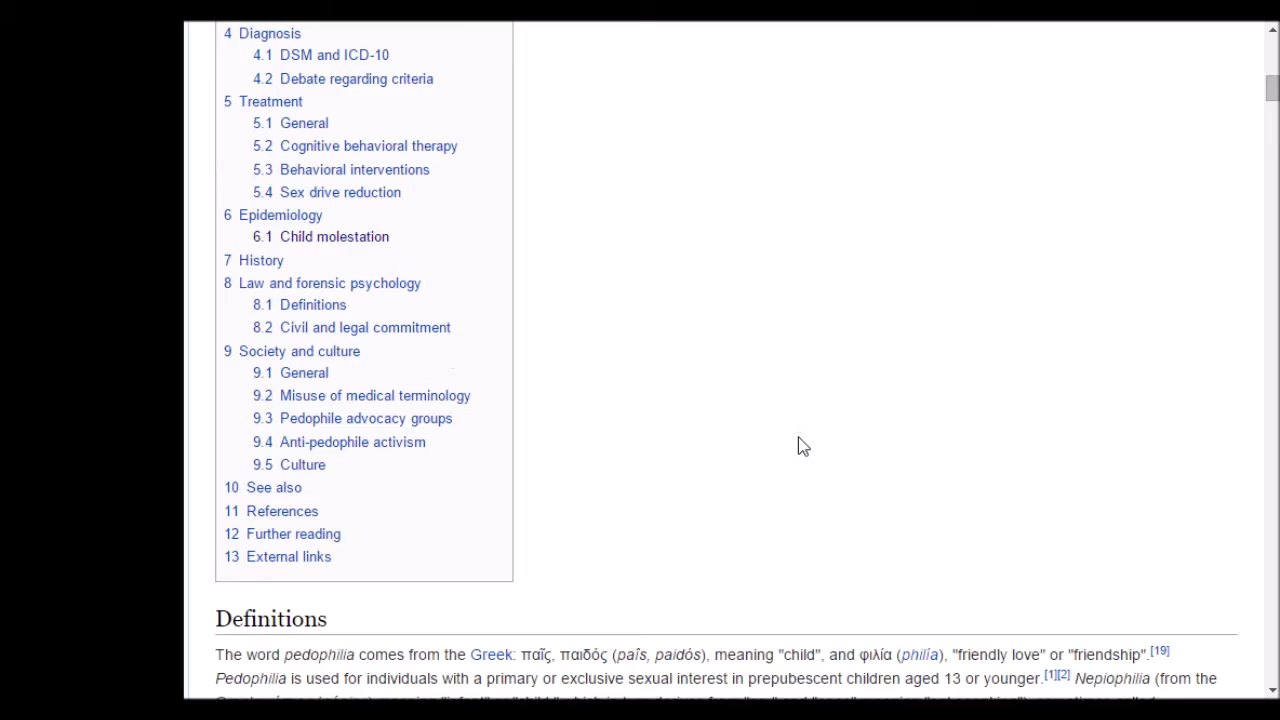 4 Diagnosis
4.1 DSM and ICD-10
4.2 Debate regarding criteria
5 Treatment
5.1 General
5.2 Cognitive behavioral therapy
5.3 Behavioral interventions
5.4 Sex drive reduction
6 Epidemiology
6.1 Child molestation
7 History
8 Law and forensic psychology
8.1 Definitions
8.2 Civil and legal commitment
9 Society and culture
9.1 General
9.2 Misuse of medical terminology
9.3 Pedophile advocacy groups
9.4 Anti-pedophile activism
9.5 Culture
10 See also
11 References
12 Further reading
13 External links
Definitions
The word pedophilia comes from the Greek: παῖς, παιδός (paîs, paidós), meaning "child", and φιλία (philía), "friendly love" or "friendship".[19]
Pedophilia is used for individuals with a primary or exclusive sexual interest in prepubescent children aged 13 or younger.[1][2] Nepiophilia (from the